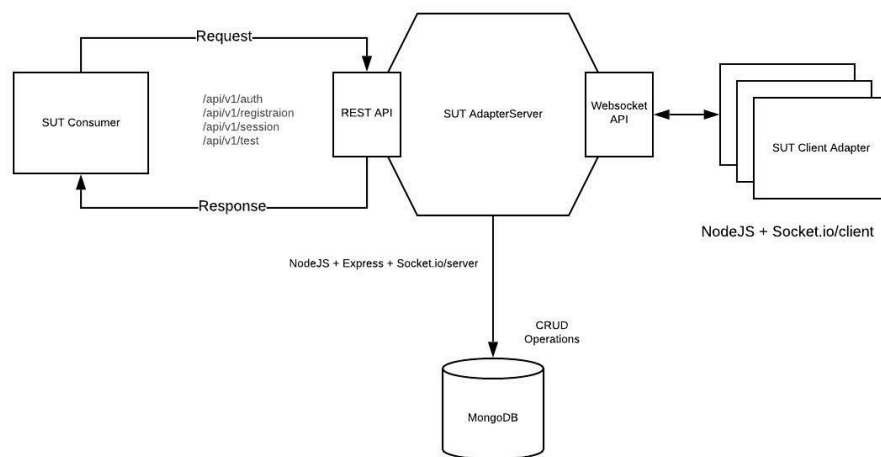 Request
/api/v1/auth
/api/v1/registraion
/api/v1/session
/api/v1/test
SUT Consumer
REST API
SUT AdapterServer
Websocket
API
SUT Client Adapter
Response
NodeJS + Socket.io/client
NodeJS + Express + Socket.io/server
CRUD
Operations
MongoDB